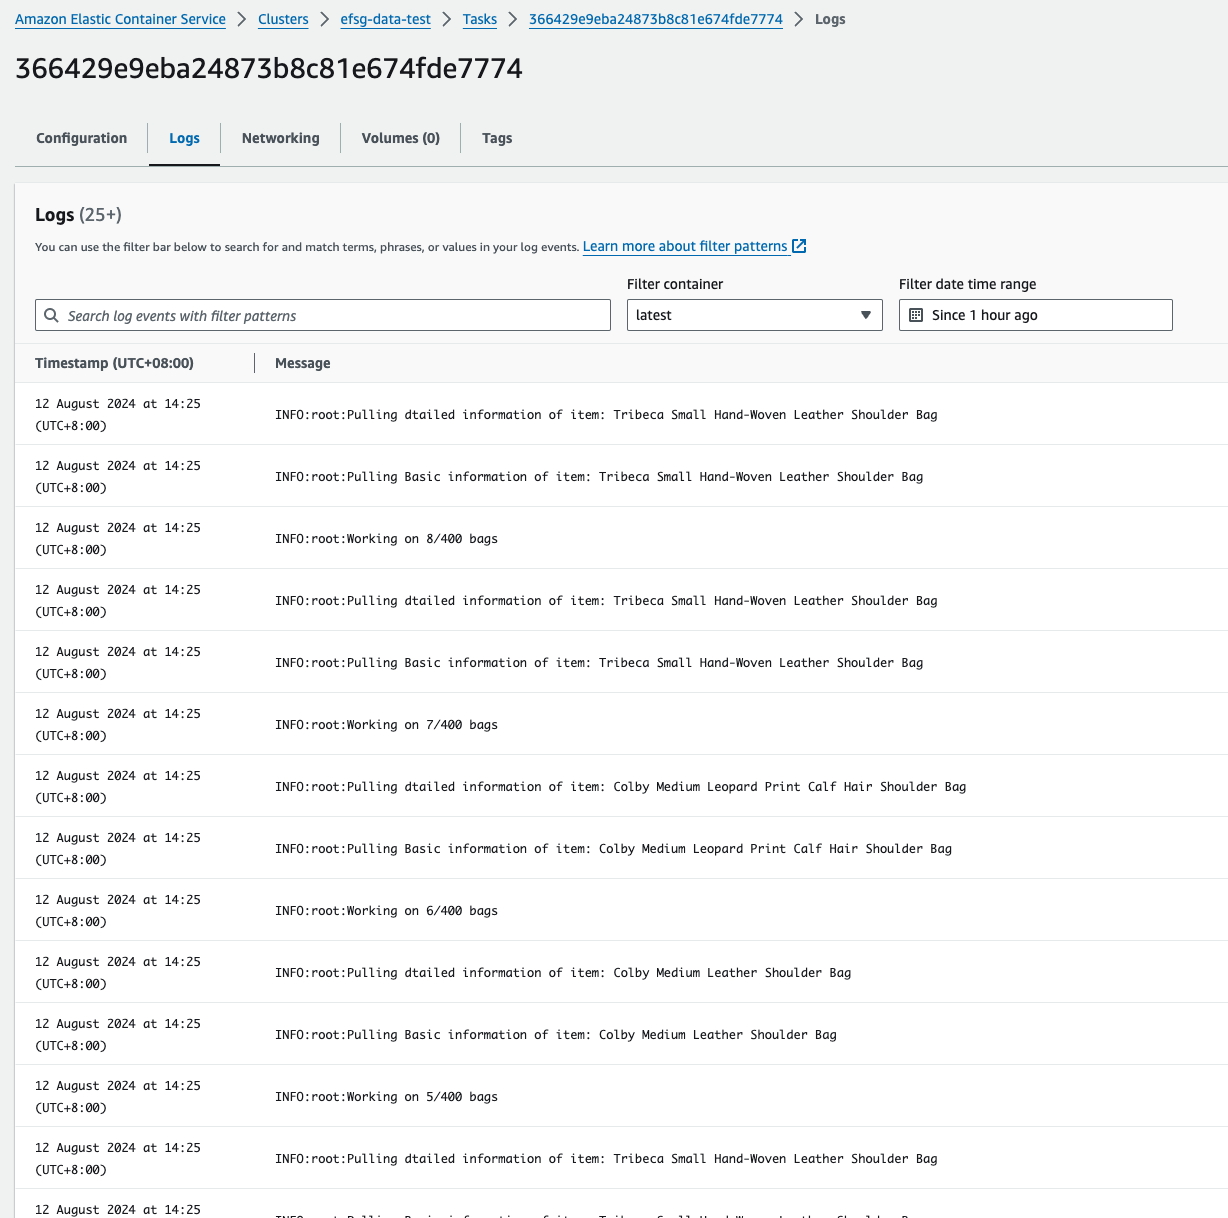 Amazon Elastic Container Service > Clusters > efsg-data-test > Tasks > 366429e9eba24873b8c81e674fde7774 > Logs
366429e9eba24873b8c81e674fde7774
Configuration Logs Networking Volumes (0) Tags
Logs (25+)
You can use the filter bar below to search for and match terms, phrases, or values in your log events. Learn more about filter patterns
Filter container Filter date time range
Search log events with filter patterns latest Since 1 hour ago
Timestamp (UTC+08:00) Message
12 August 2024 at 14:25
(UTC+8:00)
INFO:root:Pulling dtailed information of item: Tribeca Small Hand-Woven Leather Shoulder Bag
12 August 2024 at 14:25
(UTC+8:00)
INFO:root:Pulling Basic information of item: Tribeca Small Hand-Woven Leather Shoulder Bag
12 August 2024 at 14:25
(UTC+8:00)
INFO:root:Working on 8/400 bags
12 August 2024 at 14:25
(UTC+8:00)
INFO:root:Pulling dtailed information of item: Tribeca Small Hand-Woven Leather Shoulder Bag
12 August 2024 at 14:25
(UTC+8:00)
INFO:root:Pulling Basic information of item: Tribeca Small Hand-Woven Leather Shoulder Bag
12 August 2024 at 14:25
(UTC+8:00)
INFO:root:Working on 7/400 bags
12 August 2024 at 14:25
(UTC+8:00)
INFO:root:Pulling dtailed information of item: Colby Medium Leopard Print Calf Hair Shoulder Bag
12 August 2024 at 14:25
(UTC+8:00)
INFO:root:Pulling Basic information of item: Colby Medium Leopard Print Calf Hair Shoulder Bag
12 August 2024 at 14:25
(UTC+8:00)
INFO:root:Working on 6/400 bags
12 August 2024 at 14:25
(UTC+8:00)
INFO:root:Pulling dtailed information of item: Colby Medium Leather Shoulder Bag
12 August 2024 at 14:25
(UTC+8:00)
INFO:root:Pulling Basic information of item: Colby Medium Leather Shoulder Bag
12 August 2024 at 14:25
(UTC+8:00)
INFO:root:Working on 5/400 bags
12 August 2024 at 14:25
(UTC+8:00)
INFO:root:Pulling dtailed information of item: Tribeca Small Hand-Woven Leather Shoulder Bag
12 August 2024 at 14:25